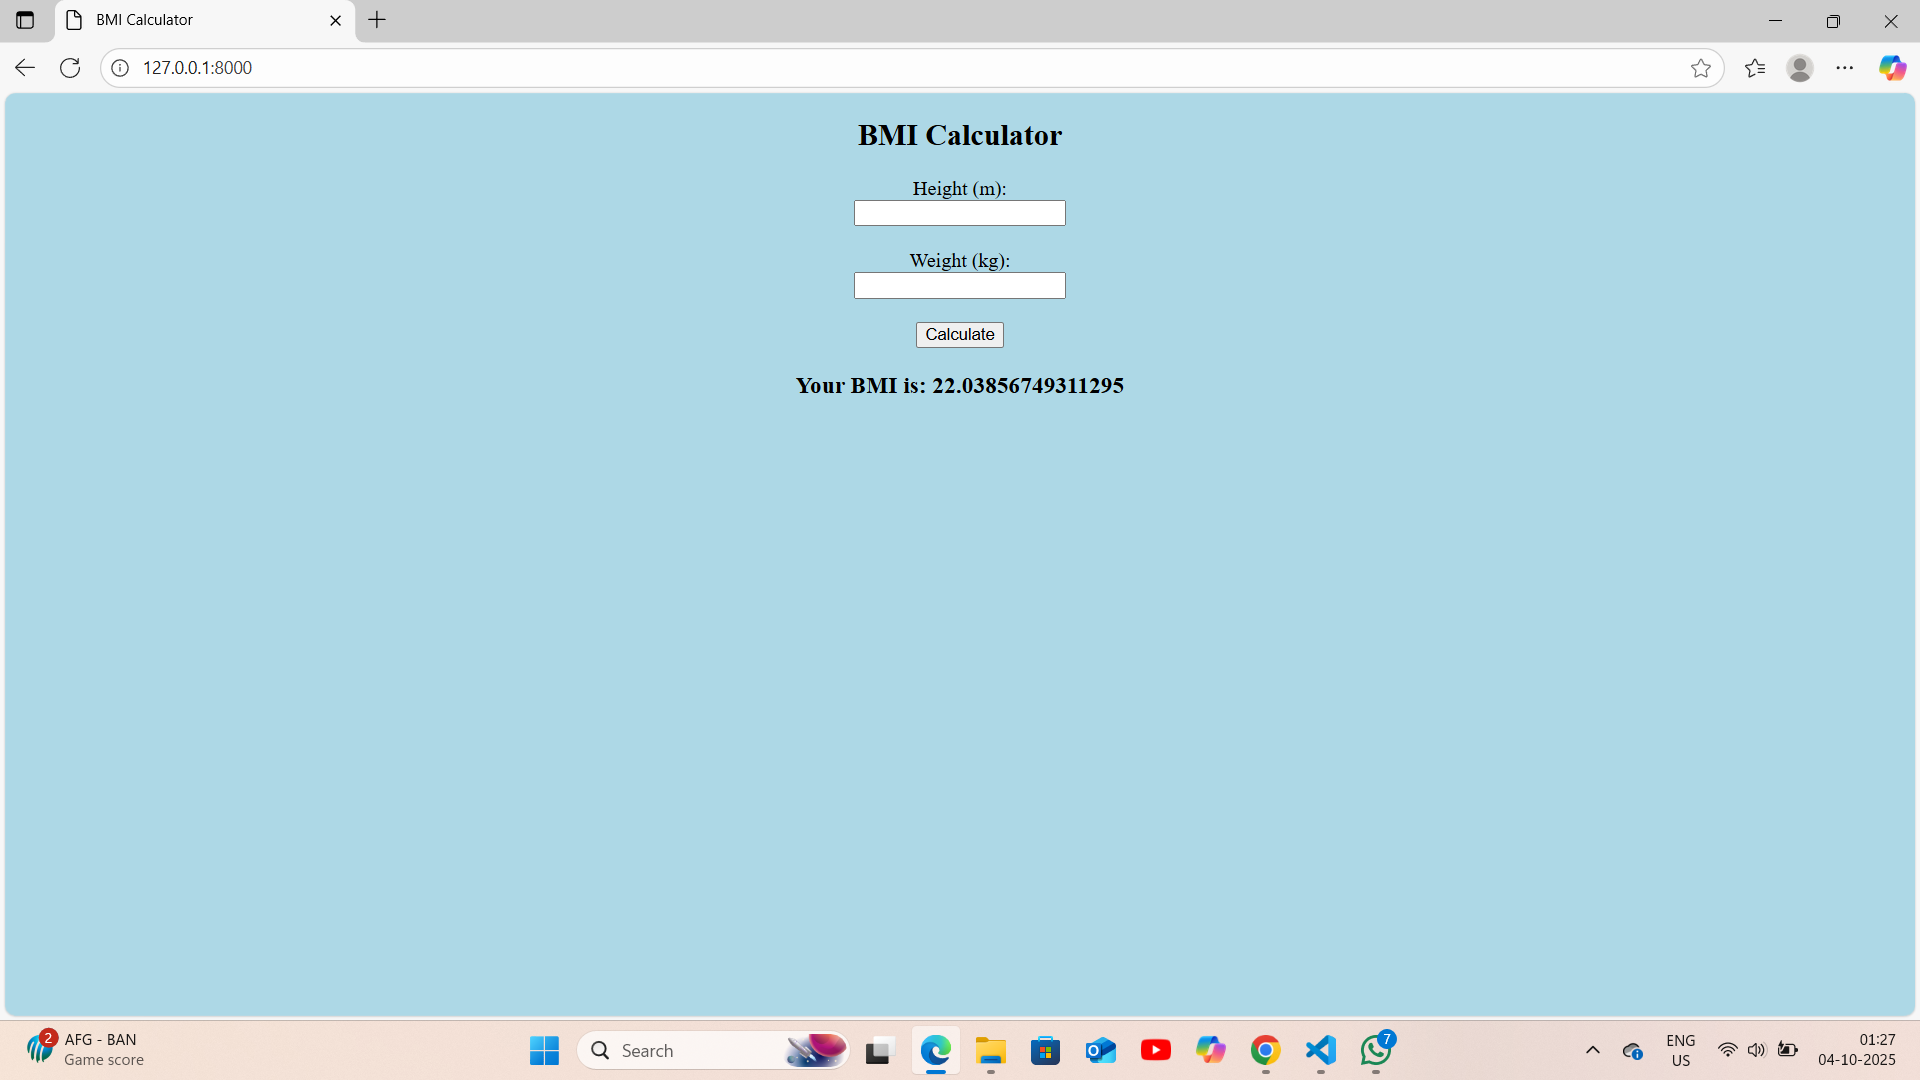 BMI Calculator
127.0.0.1:8000
BMI Calculator
Height (m):
Weight (kg):
Calculate
Your BMI is: 22.03856749311295
2
AFG - BAN
Game score
Search
7
ENG
US
01:27
04-10-2025